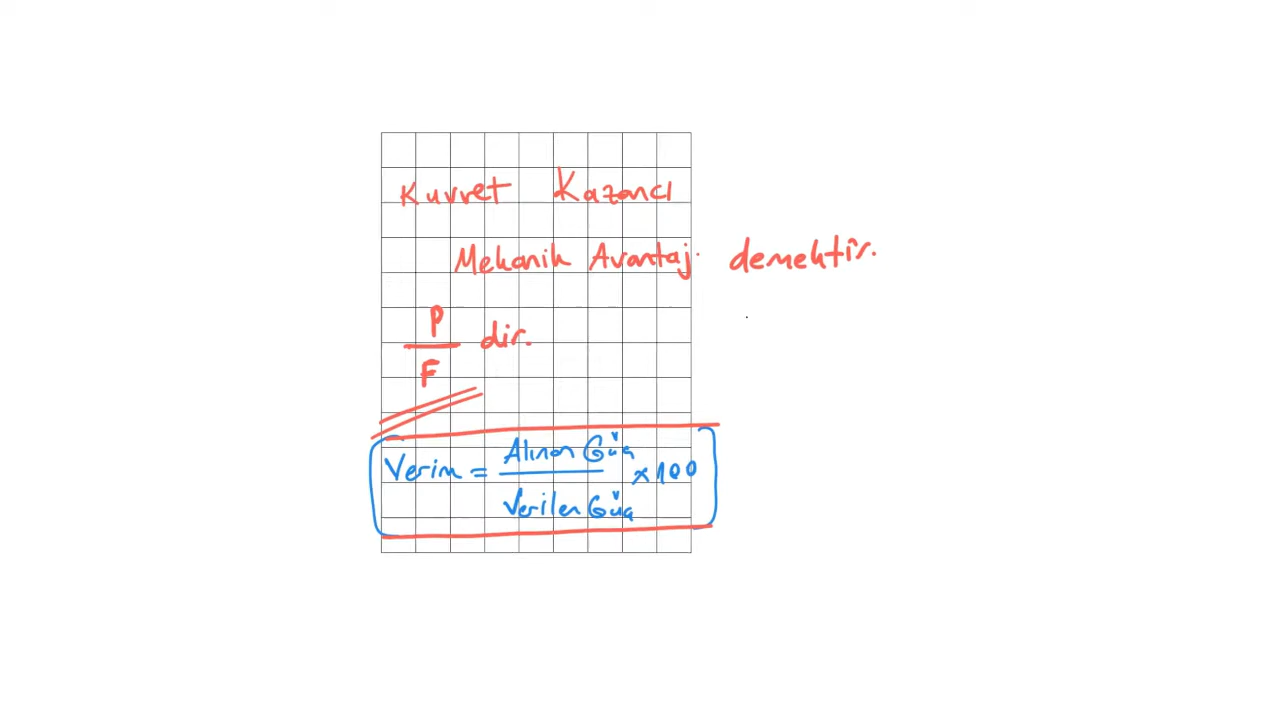 Kuvvet Kazancı
Mekanik Avantaj demektir.
P
F
dir.
Verim = Alınan Güç
Verilen Güç
x100